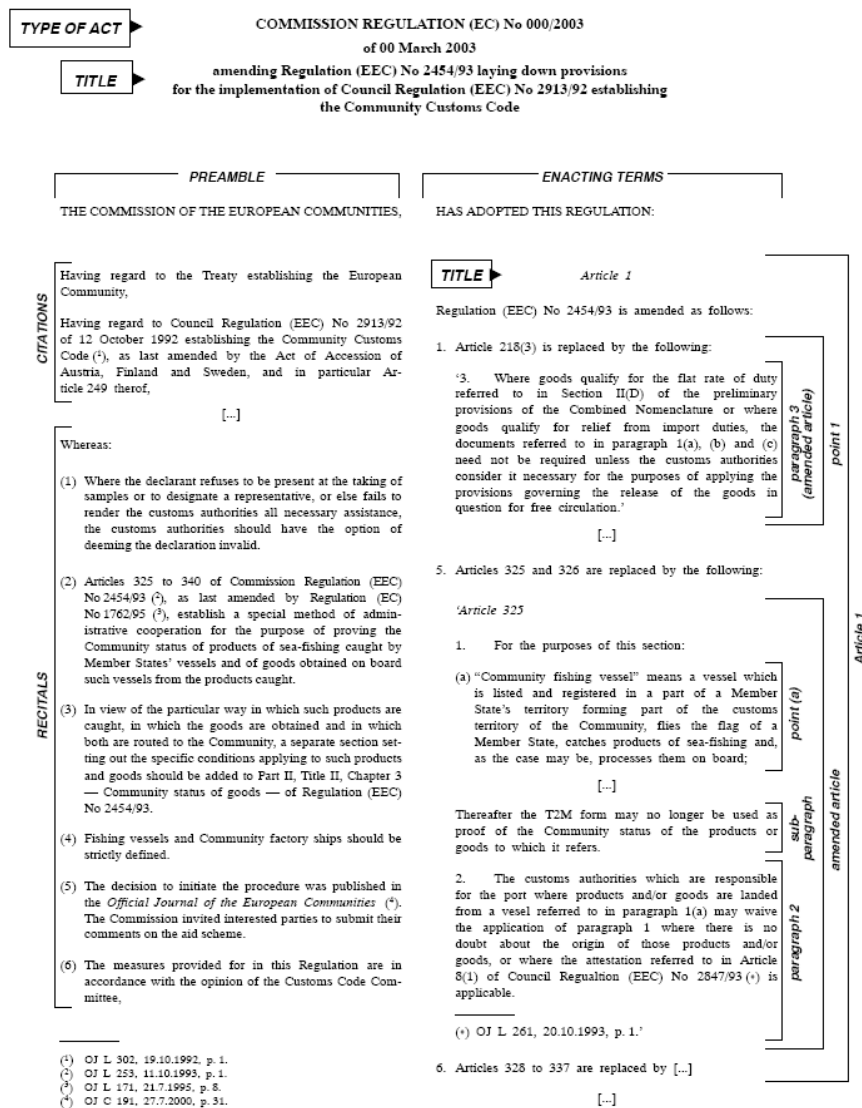 TYPE OF ACT
COMMISSION REGULATION (EC) No 000/2003
of 00 March 2003
TITLE
amending Regulation (EEC) No 2454/93 laying down provisions
for the implementation of Council Regulation (EEC) No 2913/92 establishing
the Community Customs Code
PREAMBLE
THE COMMISSION OF THE EUROPEAN COMMUNITIES,
CITATIONS
Having regard to the Treaty establishing the European
Community,
Having regard to Council Regulation (EEC) No 2913/92
of 12 October 1992 establishing the Community Customs
Code (¹), as last amended by the Act of Accession of
Austria, Finland and Sweden, and in particular Ar-
ticle 249 therof,
[...]
RECITALS
Whereas:
(1) Where the declarant refuses to be present at the taking of
samples or to designate a representative, or else fails to
render the customs authorities all necessary assistance,
the customs authorities should have the option of
deeming the declaration invalid.
(2) Articles 325 to 340 of Commission Regulation (EEC)
No 2454/93 (²), as last amended by Regulation (EC)
No 1762/95 (³), establish a special method of admin-
istrative cooperation for the purpose of proving the
Community status of products of sea-fishing caught by
Member States' vessels and of goods obtained on board
such vessels from the products caught.
(3) In view of the particular way in which such products are
caught, in which the goods are obtained and in which
both are routed to the Community, a separate section set-
ting out the specific conditions applying to such products
and goods should be added to Part II, Title II, Chapter 3
— Community status of goods — of Regulation (EEC)
No 2454/93.
(4) Fishing vessels and Community factory ships should be
strictly defined.
(5) The decision to initiate the procedure was published in
the Official Journal of the European Communities (⁴).
The Commission invited interested parties to submit their
comments on the aid scheme.
(6) The measures provided for in this Regulation are in
accordance with the opinion of the Customs Code Com-
mittee,
(¹) OJ L 302, 19.10.1992, p. 1.
(²) OJ L 253, 11.10.1993, p. 1.
(³) OJ L 171, 21.7.1995, p. 8.
(⁴) OJ C 191, 27.7.2000, p. 31.
ENACTING TERMS
HAS ADOPTED THIS REGULATION:
TITLE
Article 1
Regulation (EEC) No 2454/93 is amended as follows:
1. Article 218(3) is replaced by the following:
'3. Where goods qualify for the flat rate of duty
referred to in Section II(D) of the preliminary
provisions of the Combined Nomenclature or where
goods qualify for relief from import duties, the
documents referred to in paragraph 1(a), (b) and (c)
need not be required unless the customs authorities
consider it necessary for the purposes of applying the
provisions governing the release of the goods in
question for free circulation.'
paragraph 3
(amended article)
point 1
[...]
5. Articles 325 and 326 are replaced by the following:
'Article 325
1. For the purposes of this section:
(a) "Community fishing vessel" means a vessel which
is listed and registered in a part of a Member
State's territory forming part of the customs
territory of the Community, flies the flag of a
Member State, catches products of sea-fishing and,
as the case may be, processes them on board;
point (a)
[...]
Thereafter the T2M form may no longer be used as
proof of the Community status of the products or
goods to which it refers.
sub-
paragraph
2. The customs authorities which are responsible
for the port where products and/or goods are landed
from a vesel referred to in paragraph 1(a) may waive
the application of paragraph 1 where there is no
doubt about the origin of those products and/or
goods, or where the attestation referred to in Article
8(1) of Council Regualtion (EEC) No 2847/93 (*) is
applicable.
paragraph 2
(*) OJ L 261, 20.10.1993, p. 1.'
amended article
6. Articles 328 to 337 are replaced by [...]
Article 1
[...]